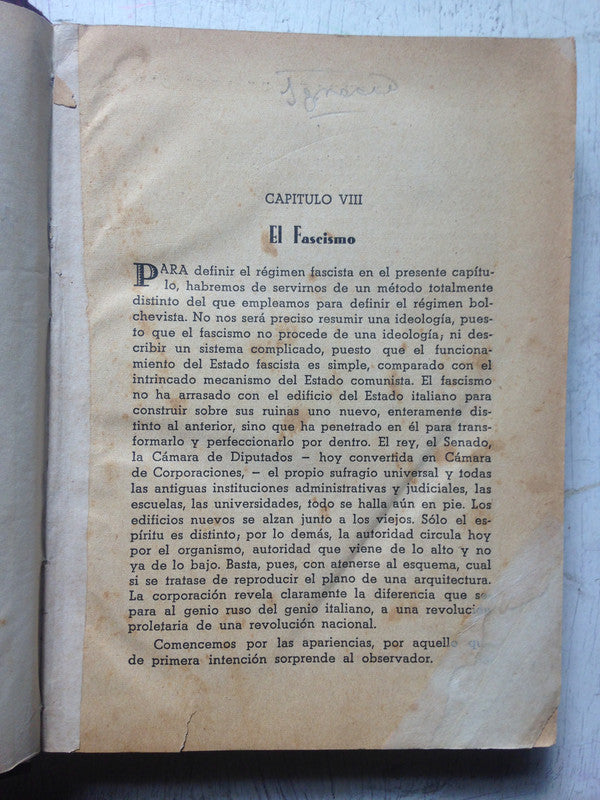 CAPITULO VIII
El Fascismo
PARA definir el régimen fascista en el presente capítu-
lo, habremos de servirnos de un método totalmente
distinto del que empleamos para definir el régimen bol-
chevista. No nos será preciso resumir una ideología, pues-
to que el fascismo no procede de una ideología; ni des-
cribir un sistema complicado, puesto que el funciona-
miento del Estado fascista es simple, comparado con el
intrincado mecanismo del Estado comunista. El fascismo
no ha arrasado con el edificio del Estado italiano para
construir sobre sus ruinas uno nuevo, enteramente dis-
tinto al anterior, sino que ha penetrado en él para trans-
formarlo y perfeccionarlo por dentro. El rey, el Senado,
la Cámara de Diputados — hoy convertida en Cámara
de Corporaciones, — el propio sufragio universal y todas
las antiguas instituciones administrativas y judiciales, las
escuelas, las universidades, todo se halla aún en pie. Los
edificios nuevos se alzan junto a los viejos. Sólo el es-
píritu es distinto; por lo demás, la autoridad circula hoy
por el organismo, autoridad que viene de lo alto y no
ya de lo bajo. Basta, pues, con atenerse al esquema, cual
si se tratase de reproducir el plano de una arquitectura.
La corporación revela claramente la diferencia que se
para al genio ruso del genio italiano, a una revolución
proletaria de una revolución nacional.
Comencemos por las apariencias, por aquello que
de primera intención sorprende al observador.